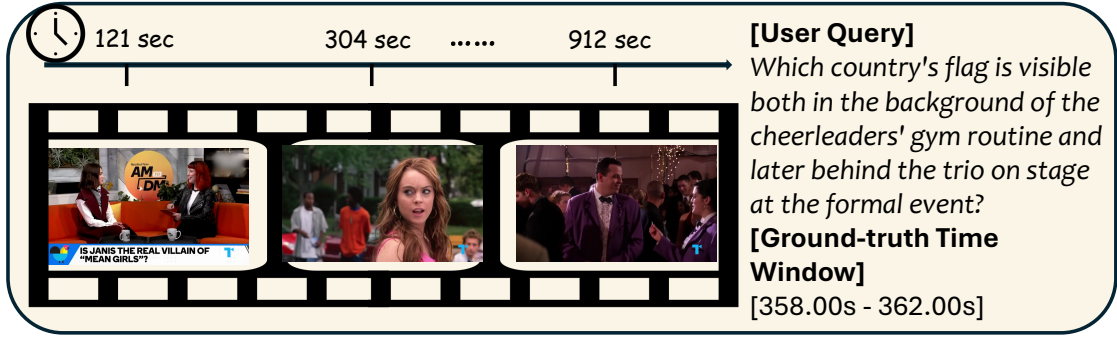 121 sec
304 sec
......
912 sec
[User Query]
Which country's flag is visible
both in the background of the
cheerleaders' gym routine and
later behind the trio on stage
at the formal event?
[Ground-truth Time
Window]
[358.00s - 362.00s]
AM
DM
IS JANIS THE REAL VILLAIN OF
"MEAN GIRLS"?